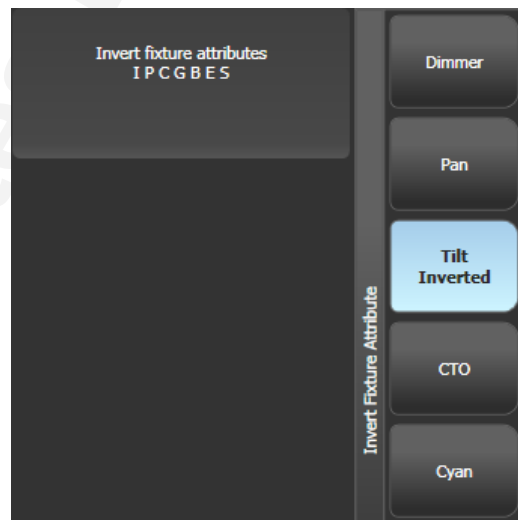 Invert fixture attributes
I P C G B E S
Invert Fixture Attribute
Dimmer
Pan
Tilt
Inverted
CTO
Cyan